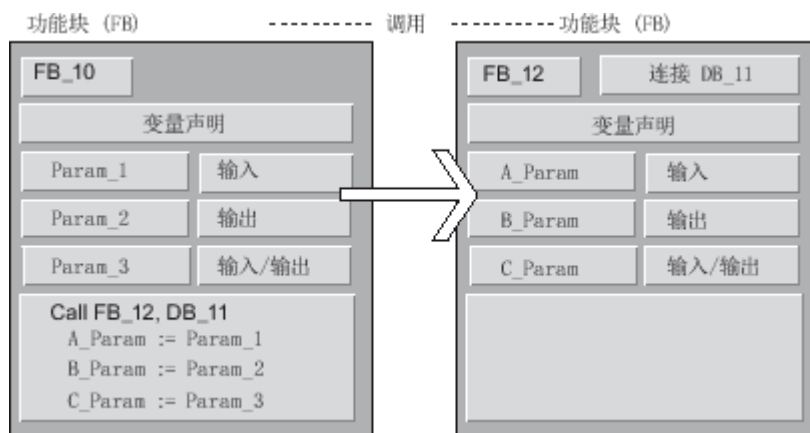 功能块 (FB) ---------- 调用 ---------- 功能块 (FB)
FB_10
变量声明
Param_1 输入
Param_2 输出
Param_3 输入/输出
Call FB_12, DB_11
A_Param := Param_1
B_Param := Param_2
C_Param := Param_3
FB_12 连接 DB_11
变量声明
A_Param 输入
B_Param 输出
C_Param 输入/输出